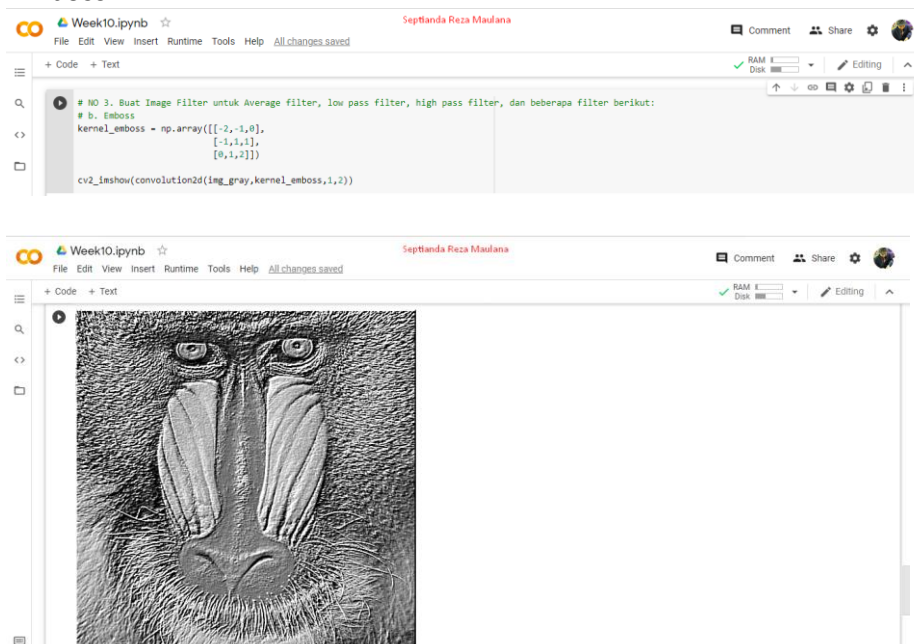 Week10.ipynb
Septianda Reza Maulana
Comment
Share
File Edit View Insert Runtime Tools Help All changes saved
+ Code + Text
RAM
Disk
Editing
# NO 3. Buat Image Filter untuk Average filter, low pass filter, high pass filter, dan beberapa filter berikut:
# b. Emboss
kernel_emboss = np.array([[-2,-1,0],
[-1,1,1],
[0,1,2]])
cv2_imshow(convolution2d(img_gray,kernel_emboss,1,2))
Week10.ipynb
Septianda Reza Maulana
Comment
Share
File Edit View Insert Runtime Tools Help All changes saved
+ Code + Text
RAM
Disk
Editing